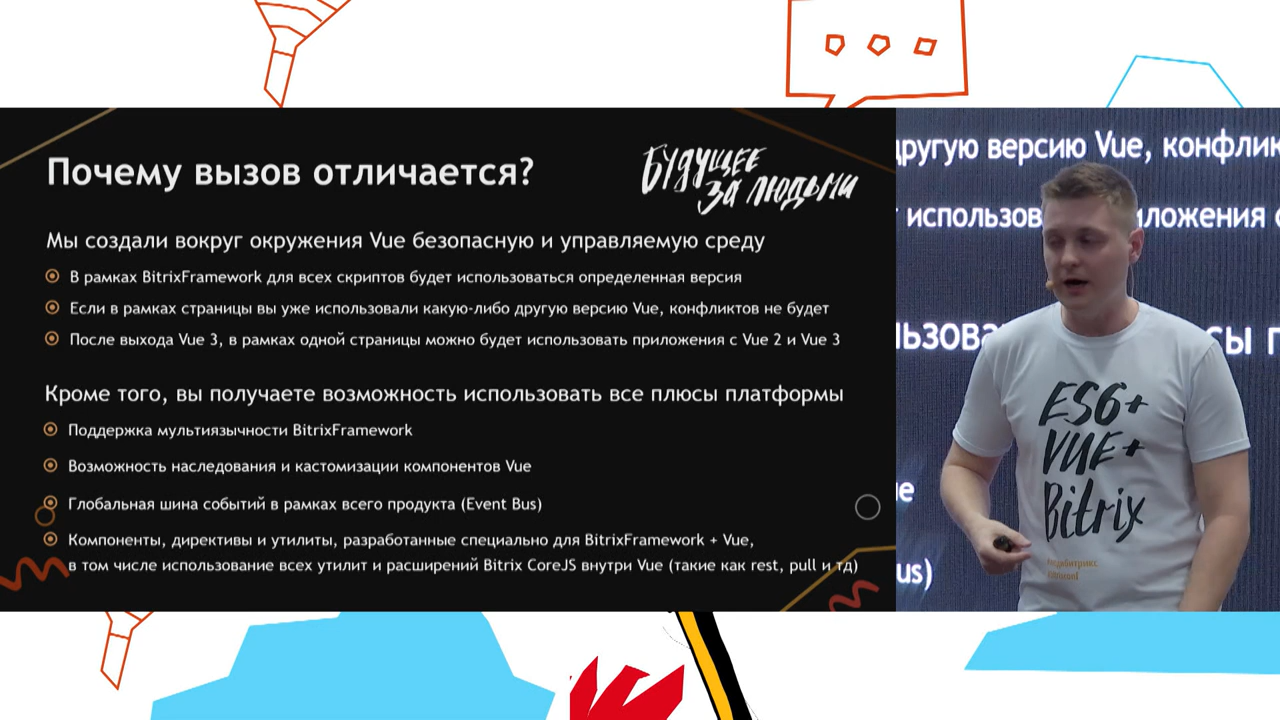 Почему вызов отличается?
БУДУЩЕЕ
ЗА ЛЮДЬМИ
Мы создали вокруг окружения Vue безопасную и управляемую среду
В рамках BitrixFramework для всех скриптов будет использоваться определенная версия
Если в рамках страницы вы уже использовали какую-либо другую версию Vue, конфликтов не будет
После выхода Vue 3, в рамках одной страницы можно будет использовать приложения с Vue 2 и Vue 3
Кроме того, вы получаете возможность использовать все плюсы платформы
Поддержка мультиязычности BitrixFramework
Возможность наследования и кастомизации компонентов Vue
Глобальная шина событий в рамках всего продукта (Event Bus)
Компоненты, директивы и утилиты, разработанные специально для BitrixFramework + Vue,
в том числе использование всех утилит и расширений Bitrix CoreJS внутри Vue (такие как rest, pull и тд)
другую версию Vue, конфлик
использов иложения с
льзова сы п
ue
us)
ES6+
VUE+
Bitrix